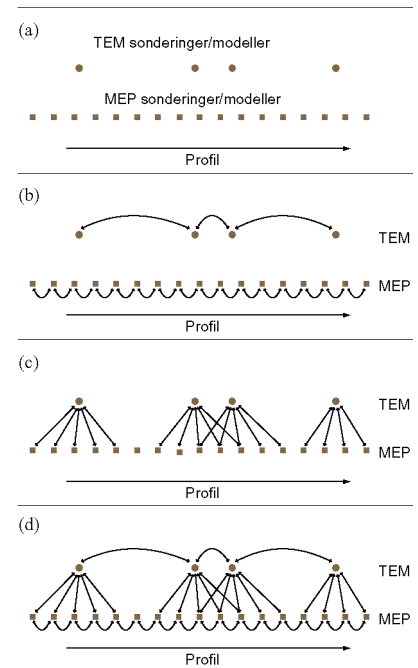 (a)
TEM sonderinger/modeller
MEP sonderinger/modeller
Profil
(b)
TEM
MEP
Profil
(c)
TEM
MEP
Profil
(d)
TEM
MEP
Profil